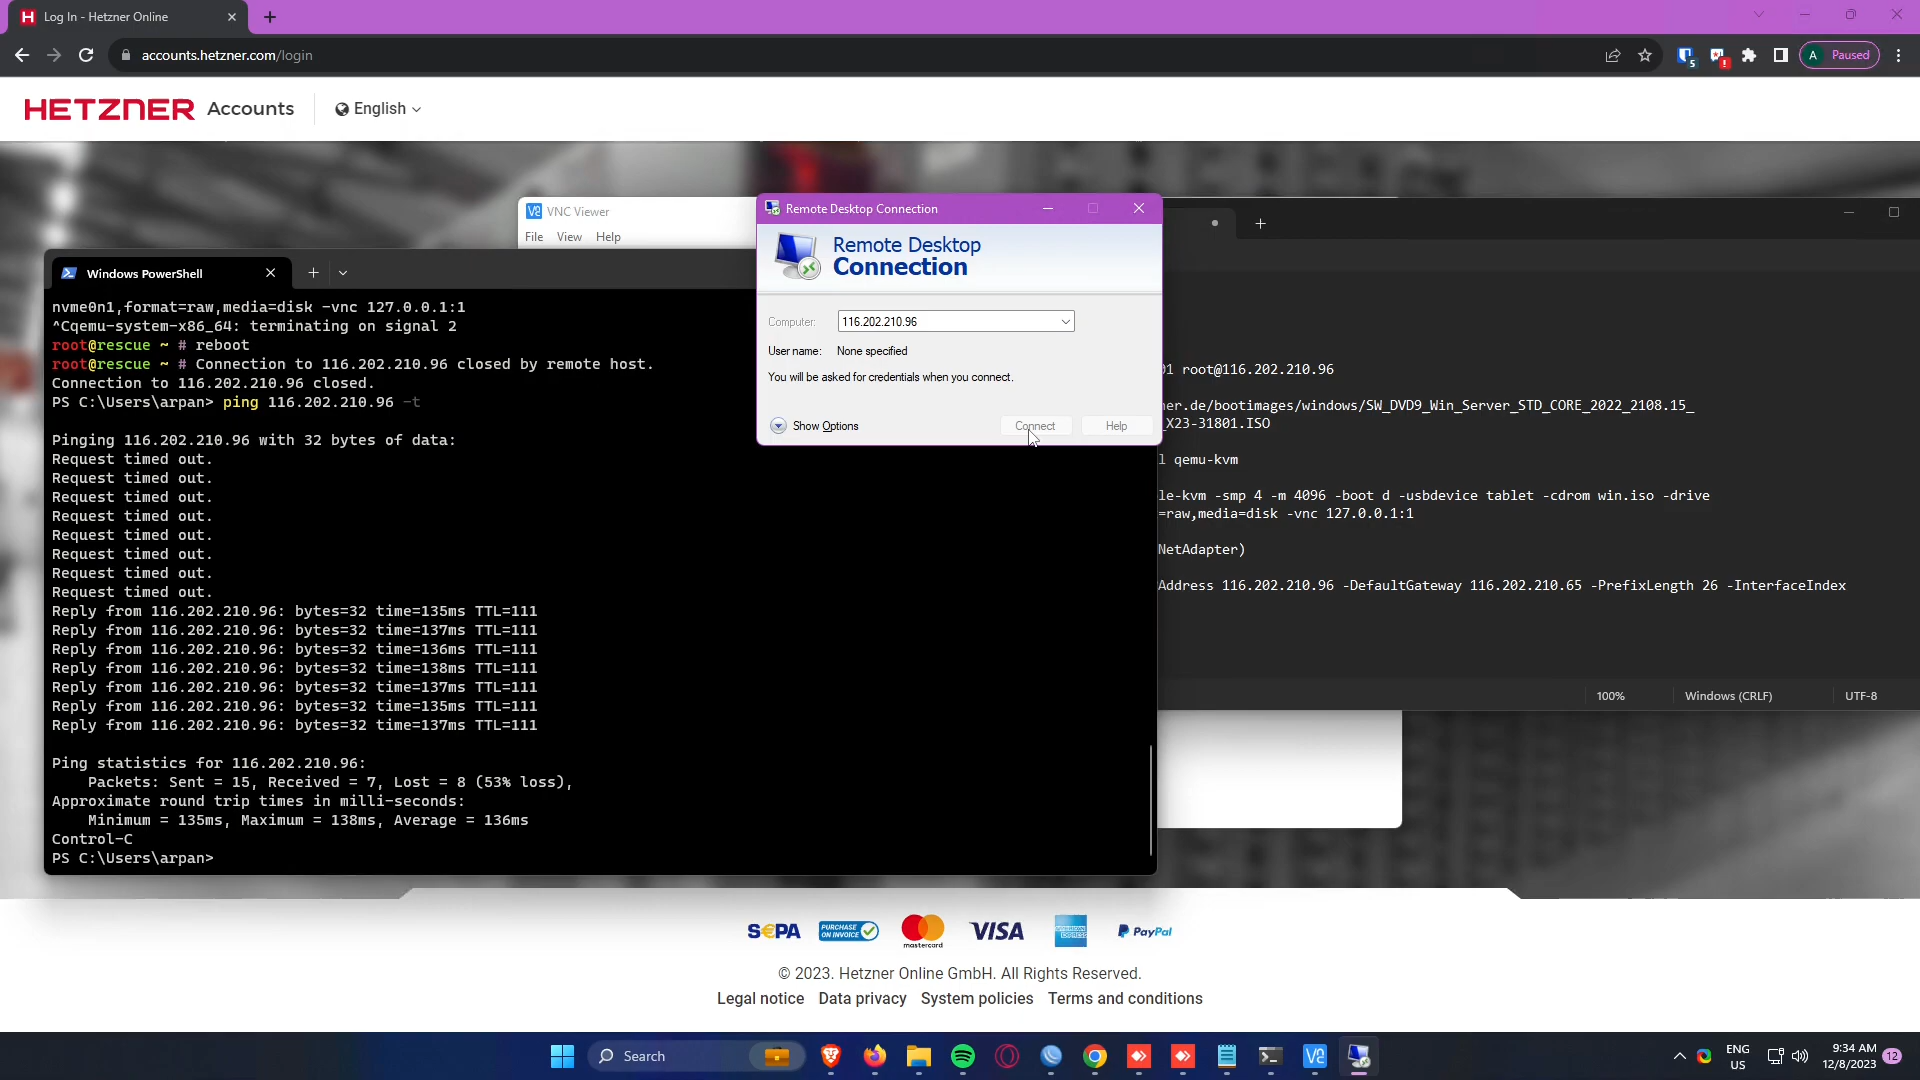 Log In - Hetzner Online
accounts.hetzner.com/login
5
A Paused
HETZNER Accounts
English
VNC Viewer
File View Help
Windows PowerShell
nvme0n1,format=raw,media=disk -vnc 127.0.0.1:1
^Cqemu-system-x86_64: terminating on signal 2
root@rescue ~ # reboot
root@rescue ~ # Connection to 116.202.210.96 closed by remote host.
Connection to 116.202.210.96 closed.
PS C:\Users\arpan> ping 116.202.210.96 -t
Pinging 116.202.210.96 with 32 bytes of data:
Request timed out.
Request timed out.
Request timed out.
Request timed out.
Request timed out.
Request timed out.
Request timed out.
Request timed out.
Reply from 116.202.210.96: bytes=32 time=135ms TTL=111
Reply from 116.202.210.96: bytes=32 time=137ms TTL=111
Reply from 116.202.210.96: bytes=32 time=136ms TTL=111
Reply from 116.202.210.96: bytes=32 time=138ms TTL=111
Reply from 116.202.210.96: bytes=32 time=137ms TTL=111
Reply from 116.202.210.96: bytes=32 time=135ms TTL=111
Reply from 116.202.210.96: bytes=32 time=137ms TTL=111
Ping statistics for 116.202.210.96:
Packets: Sent = 15, Received = 7, Lost = 8 (53% loss),
Approximate round trip times in milli-seconds:
Minimum = 135ms, Maximum = 138ms, Average = 136ms
Control-C
PS C:\Users\arpan>
Remote Desktop Connection
Remote Desktop
Connection
Computer: 116.202.210.96
User name: None specified
You will be asked for credentials when you connect.
Show Options
Connect
Help
01 root@116.202.210.96
ner.de/bootimages/windows/SW_DVD9_Win_Server_STD_CORE_2022_2108.15_
_X23-31801.ISO
l qemu-kvm
le-kvm -smp 4 -m 4096 -boot d -usbdevice tablet -cdrom win.iso -drive
=raw,media=disk -vnc 127.0.0.1:1
NetAdapter)
Address 116.202.210.96 -DefaultGateway 116.202.210.65 -PrefixLength 26 -InterfaceIndex
100%
Windows (CRLF)
UTF-8
SEPA
PURCHASE ON INVOICE
mastercard
VISA
PayPal
© 2023. Hetzner Online GmbH. All Rights Reserved.
Legal notice Data privacy System policies Terms and conditions
Search
ENG
US
9:34 AM
12/8/2023
12